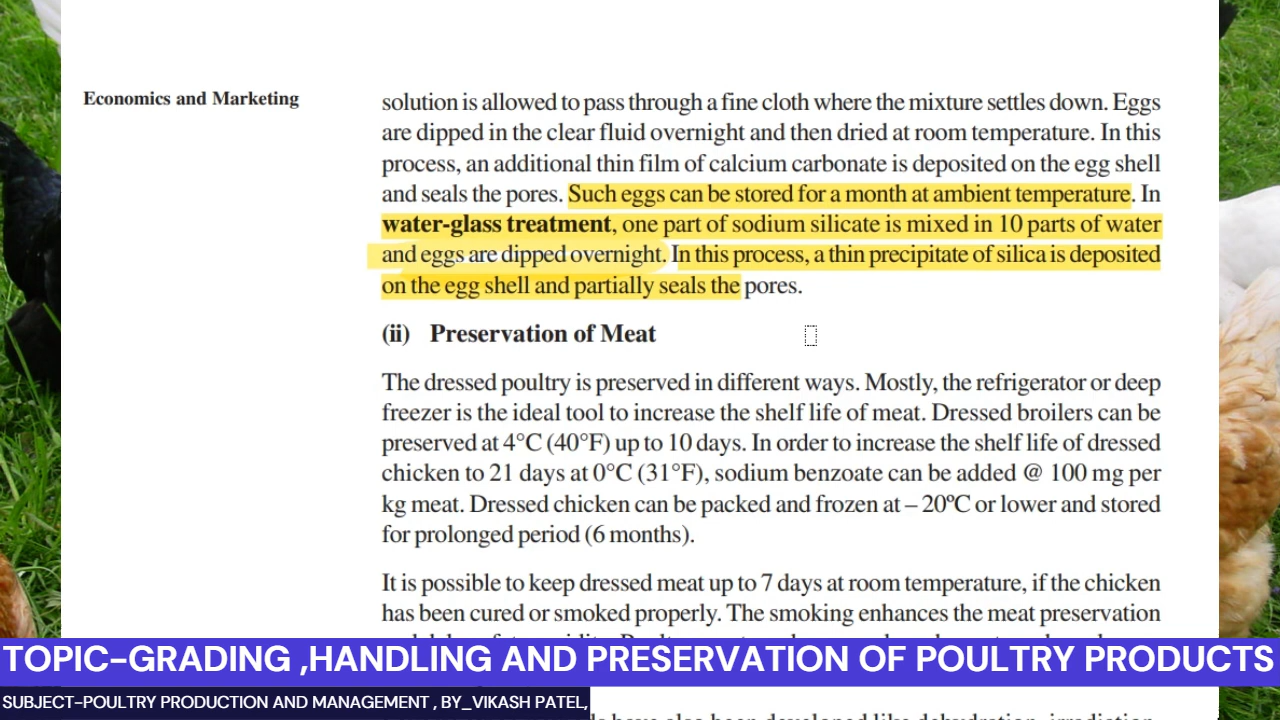 Economics and Marketing
solution is allowed to pass through a fine cloth where the mixture settles down. Eggs
are dipped in the clear fluid overnight and then dried at room temperature. In this
process, an additional thin film of calcium carbonate is deposited on the egg shell
and seals the pores. Such eggs can be stored for a month at ambient temperature. In
water-glass treatment, one part of sodium silicate is mixed in 10 parts of water
and eggs are dipped overnight. In this process, a thin precipitate of silica is deposited
on the egg shell and partially seals the pores.
(ii) Preservation of Meat
The dressed poultry is preserved in different ways. Mostly, the refrigerator or deep
freezer is the ideal tool to increase the shelf life of meat. Dressed broilers can be
preserved at 4°C (40°F) up to 10 days. In order to increase the shelf life of dressed
chicken to 21 days at 0°C (31°F), sodium benzoate can be added @ 100 mg per
kg meat. Dressed chicken can be packed and frozen at – 20ºC or lower and stored
for prolonged period (6 months).
It is possible to keep dressed meat up to 7 days at room temperature, if the chicken
has been cured or smoked properly. The smoking enhances the meat preservation
TOPIC-GRADING ,HANDLING AND PRESERVATION OF POULTRY PRODUCTS
SUBJECT-POULTRY PRODUCTION AND MANAGEMENT , BY_VIKASH PATEL,
have also been developed like dehydration, irradiation,